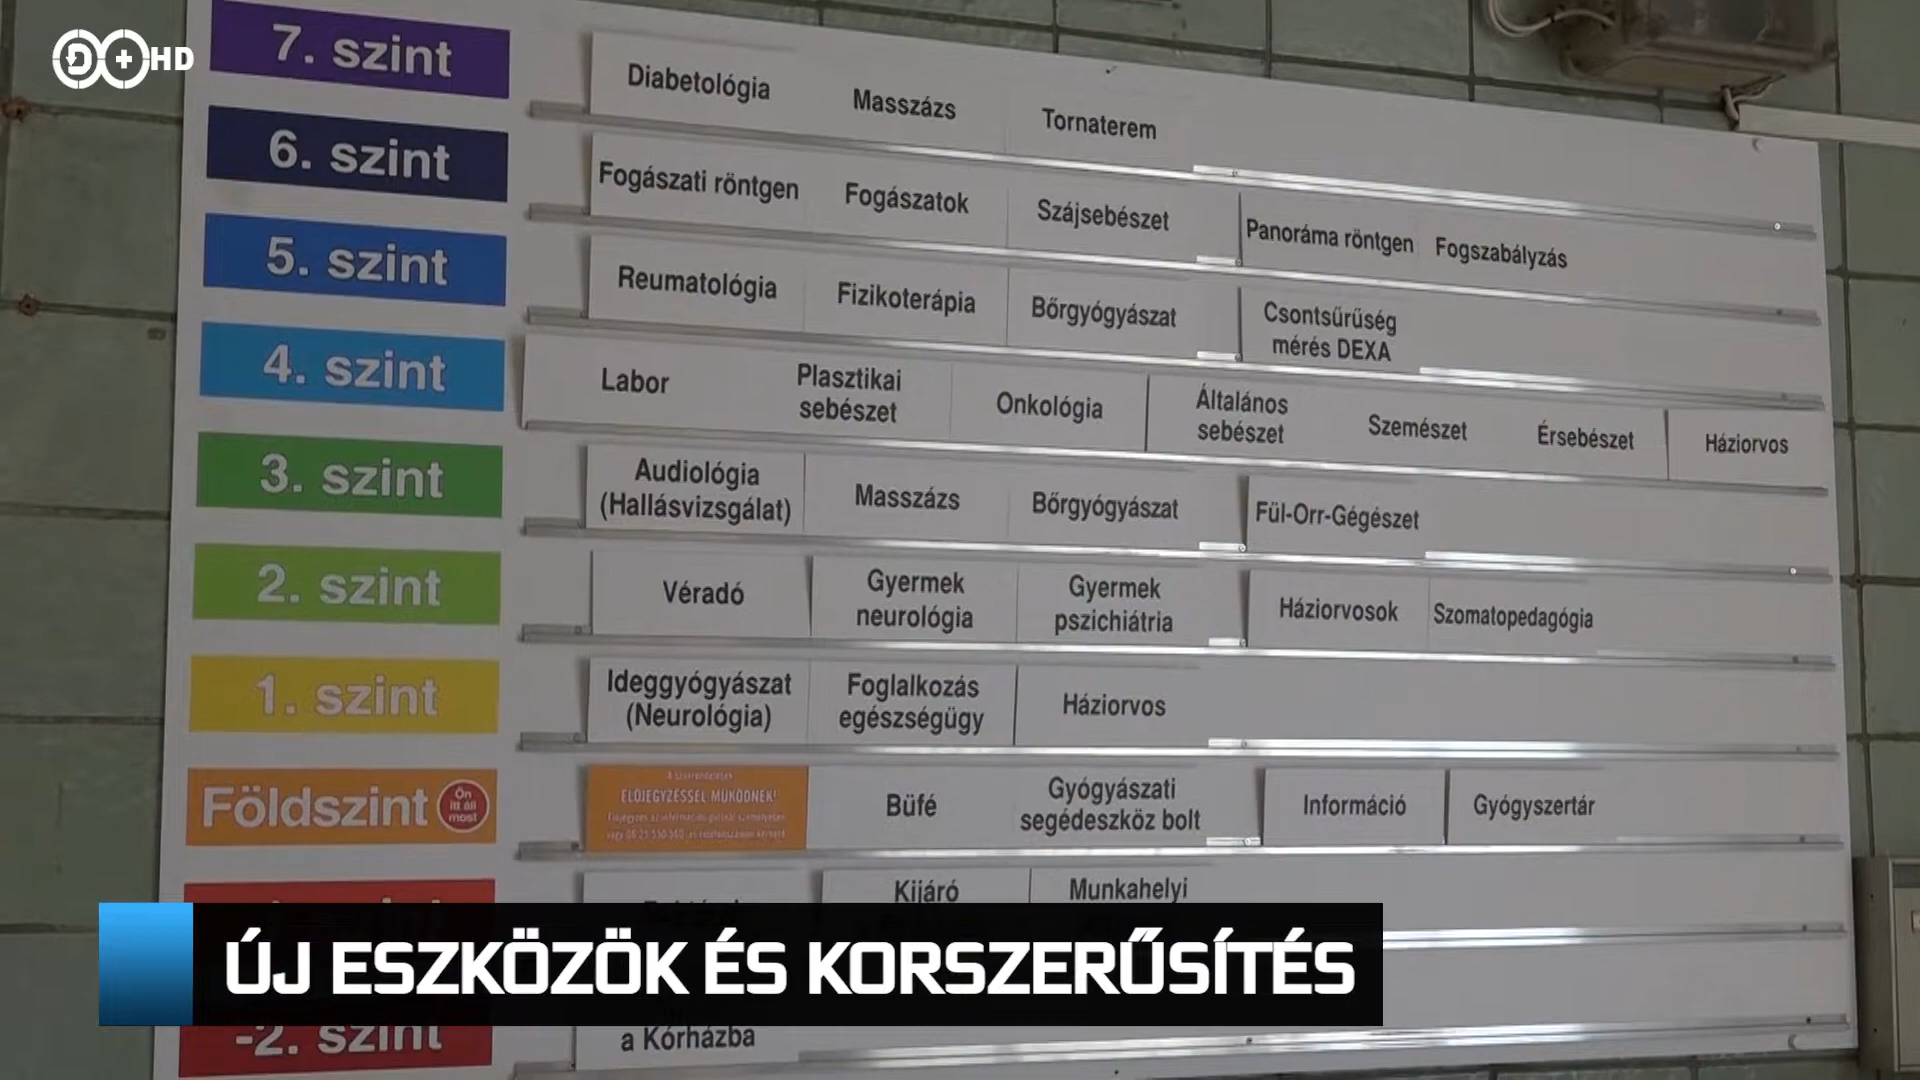 D+HD
7. szint Diabetológia Masszázs Tornaterem
6. szint Fogászati röntgen Fogászatok Szájsebészet Panoráma röntgen Fogszabályzás
5. szint Reumatológia Fizikoterápia Bőrgyógyászat Csontsűrűség
mérés DEXA
4. szint Labor Plasztikai
sebészet Onkológia Általános
sebészet Szemészet Érsebészet Háziorvos
3. szint Audiológia
(Hallásvizsgálat) Masszázs Bőrgyógyászat Fül-Orr-Gégészet
2. szint Véradó Gyermek
neurológia Gyermek
pszichiátria Háziorvosok Szomatopedagógia
1. szint Ideggyógyászat
(Neurológia) Foglalkozás
egészségügy Háziorvos
Földszint Ön
itt áll
most
ELŐJEGYZÉSSEL MŰKÖDNEK!
Büfé Gyógyászati
segédeszköz bolt Információ Gyógyszertár
Kijáró Munkahelyi
ÚJ ESZKÖZÖK ÉS KORSZERŰSÍTÉS
-2. szint a Kórházba